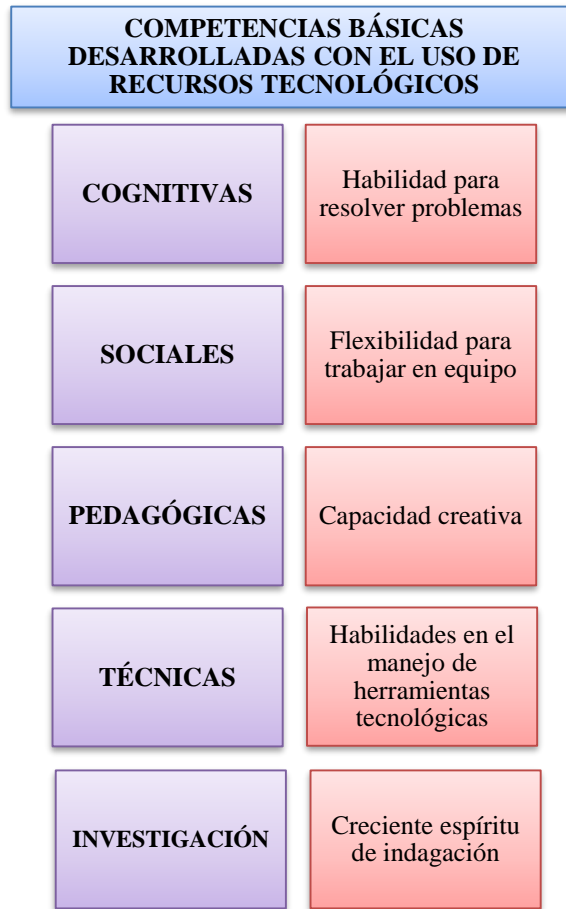 COMPETENCIAS BÁSICAS
DESARROLLADAS CON EL USO DE
RECURSOS TECNOLÓGICOS
COGNITIVAS
Habilidad para
resolver problemas
SOCIALES
Flexibilidad para
trabajar en equipo
PEDAGÓGICAS
Capacidad creativa
TÉCNICAS
Habilidades en el
manejo de
herramientas
tecnológicas
INVESTIGACIÓN
Creciente espíritu
de indagación